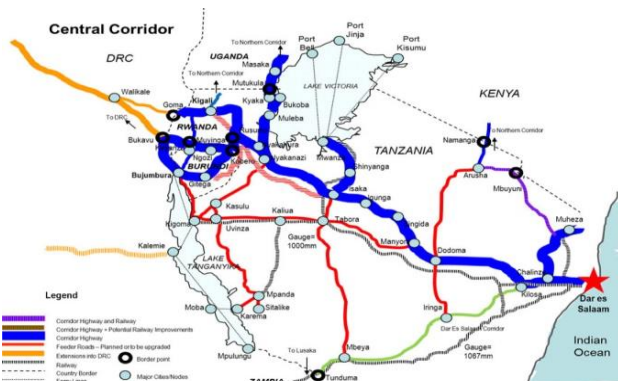 Central Corridor
DRC
UGANDA
KENYA
TANZANIA
RWANDA
BURUNDI
LAKE VICTORIA
Port
Bell
Port
Jinja
Port
Kisumu
To Northern Corridor
To Northern Corridor
To Northern Corridor
Masaka
Mutukula
Kyaka
Bukoba
Muleba
Walikale
Goma
Kigali
To DRC
Bukavu
Muyinga
Ngozi
Gitega
Bujumbura
Kabero
Nyakanazi
Mwanza
Shinyanga
Isaka
Igunga
Singida
Manyoni
Namanga
Arusha
Mbuyuni
Muheza
Kasulu
Kigoma
Uvinza
Kaliua
Tabora
Gauge=
1000mm
Dodoma
Chalinze
Kilosa
Dar es
Salaam
Kalemie
LAKE
TANGANYIKA
Mpanda
Sitalike
Karema
Moba
Mpulungu
Iringa
Dar Es Salaam Corridor
Gauge=
1067mm
Mbeya
Tunduma
To Lusaka
ZAMBIA
Indian
Ocean
Legend
Corridor Highway and Railway
Corridor Highway + Potential Railway Improvements
Corridor Highway
Feeder Roads – Planned or to be upgraded
Extensions into DRC
Railway
Country Border
Border point
Major Cities/Nodes